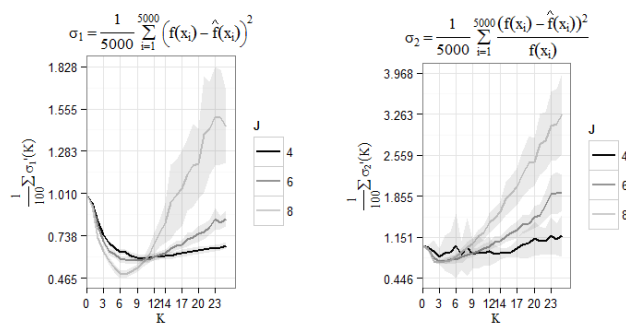 σ₁ = 1/5000 ∑_{i=1}^{5000} (f(xᵢ) − f̂(xᵢ))²
1.828
1.555
1.283
1.010
0.738
0.465
1/100 ∑ σ₁'(K)
0 3 6 9 12 14 17 20 23
K
J
4
6
8
σ₂ = 1/5000 ∑_{i=1}^{5000} (f(xᵢ) − f̂(xᵢ))² / f(xᵢ)
3.968
3.263
2.559
1.855
1.151
0.446
1/100 ∑ σ₂'(K)
0 3 6 9 12 14 17 20 23
K
J
4
6
8